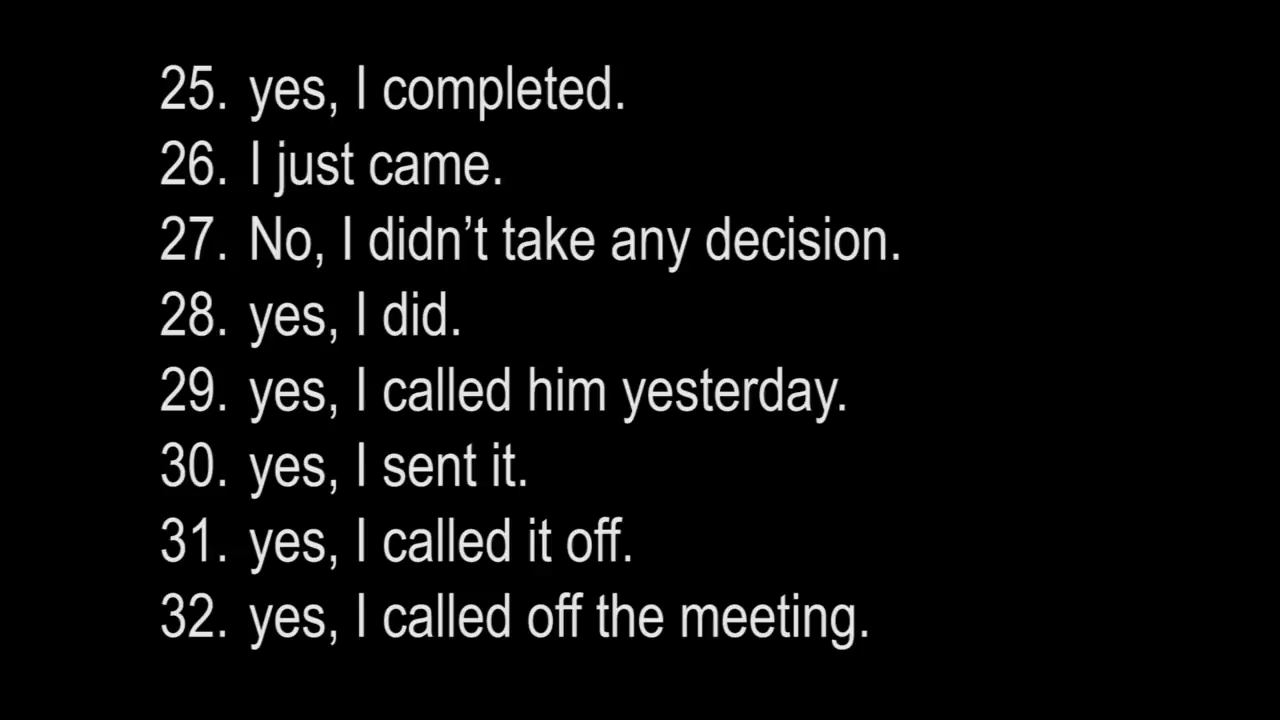 25. yes, I completed.
26. I just came.
27. No, I didn’t take any decision.
28. yes, I did.
29. yes, I called him yesterday.
30. yes, I sent it.
31. yes, I called it off.
32. yes, I called off the meeting.